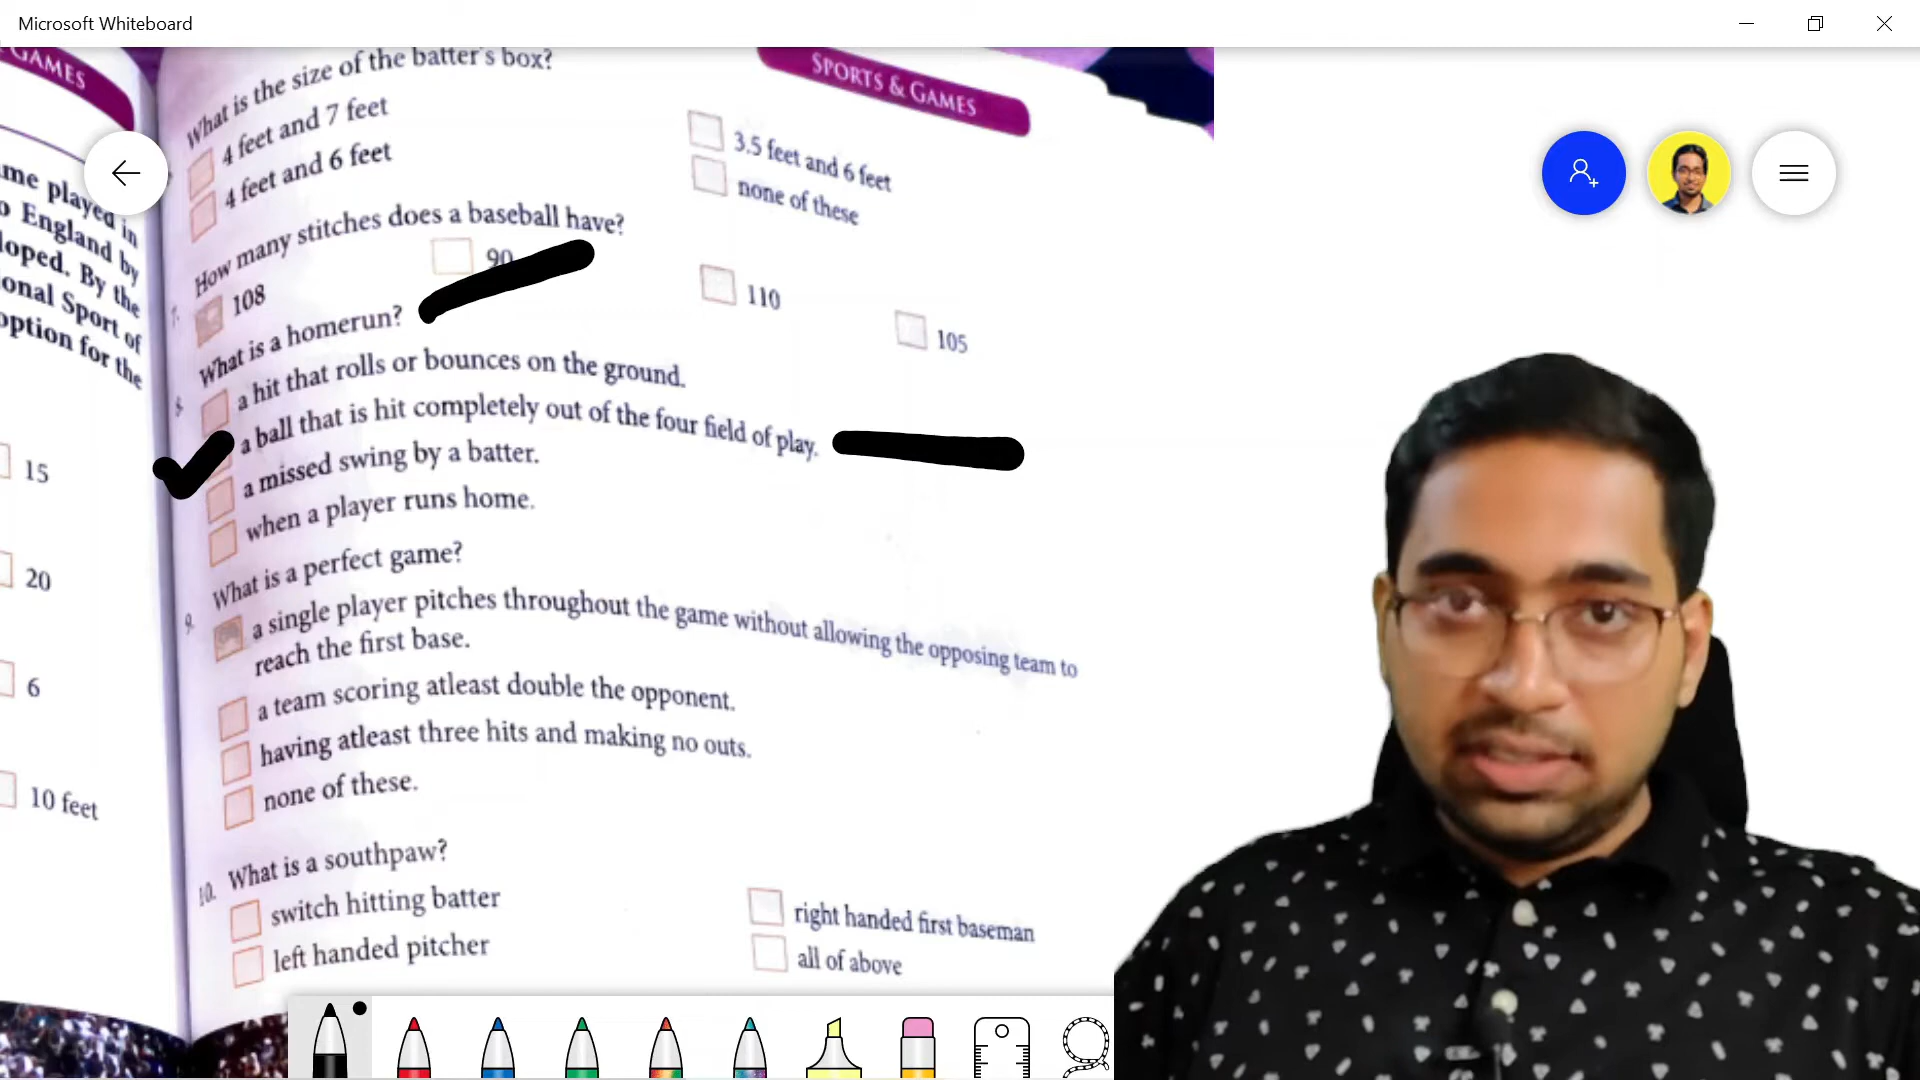 Microsoft Whiteboard
GAMES
SPORTS & GAMES
me played in
o England by
loped. By the
onal Sport of
option for the
15
20
6
10 feet
What is the size of the batter's box?
4 feet and 7 feet
3.5 feet and 6 feet
4 feet and 6 feet
none of these
7. How many stitches does a baseball have?
108
90
110
105
8. What is a homerun?
a hit that rolls or bounces on the ground.
a ball that is hit completely out of the four field of play.
a missed swing by a batter.
when a player runs home.
9. What is a perfect game?
a single player pitches throughout the game without allowing the opposing team to
reach the first base.
a team scoring atleast double the opponent.
having atleast three hits and making no outs.
none of these.
10. What is a southpaw?
switch hitting batter
right handed first baseman
left handed pitcher
all of above